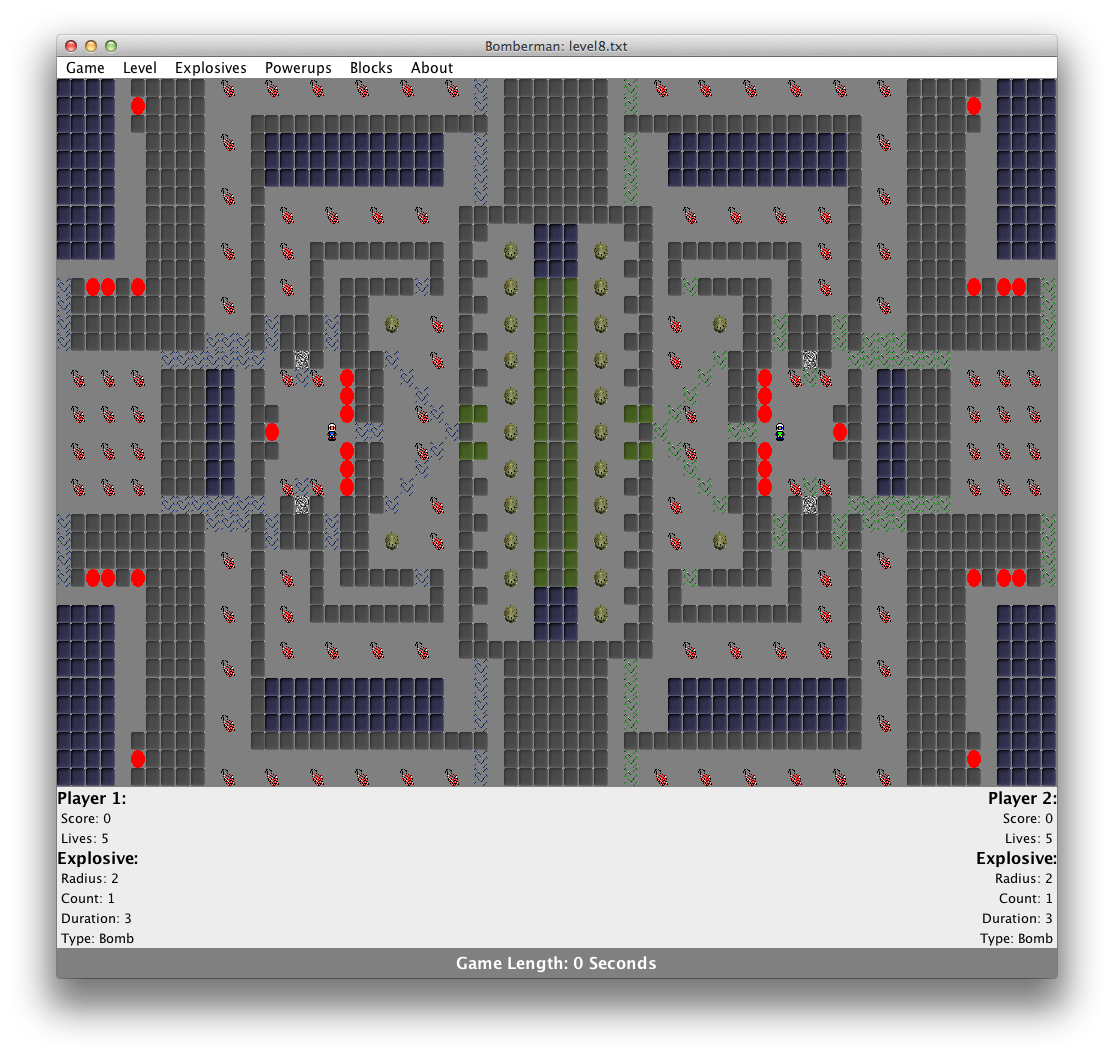 Bomberman: level8.txt
Game Level Explosives Powerups Blocks About
Player 1: Player 2:
Score: 0 Score: 0
Lives: 5 Lives: 5
Explosive: Explosive:
Radius: 2 Radius: 2
Count: 1 Count: 1
Duration: 3 Duration: 3
Type: Bomb Type: Bomb
Game Length: 0 Seconds